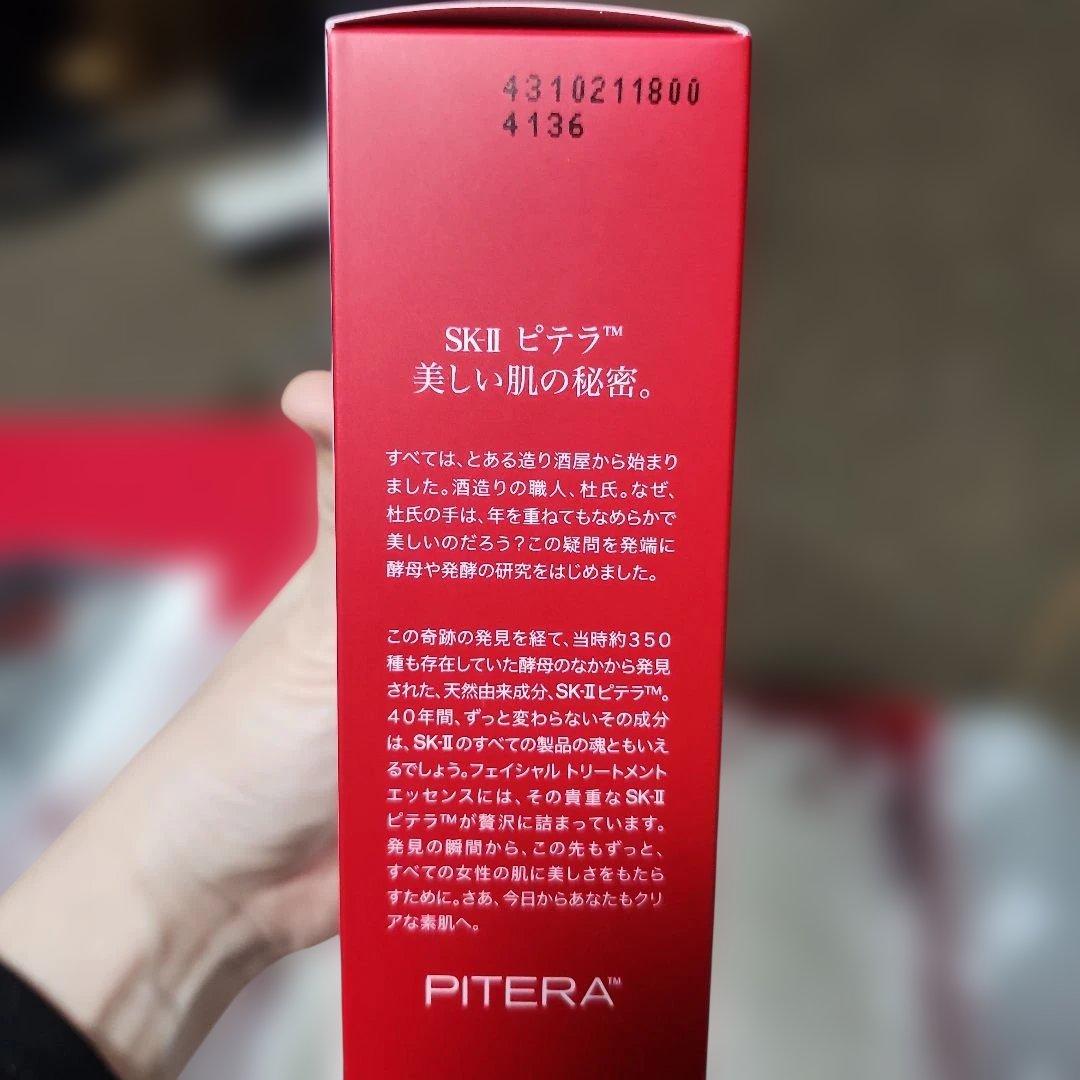 4310211800
4136
SK-II ピテラ™
美しい肌の秘密。
すべては、とある造り酒屋から始まり
ました。酒造りの職人、杜氏。なぜ、
杜氏の手は、年を重ねてもなめらかで
美しいのだろう?この疑問を発端に
酵母や発酵の研究をはじめました。
この奇跡の発見を経て、当時約350
種も存在していた酵母のなかから発見
された、天然由来成分、SK-IIピテラ™。
40年間、ずっと変わらないその成分
は、SK-IIのすべての製品の魂ともいえ
るでしょう。フェイシャル トリートメント
エッセンスには、その貴重なSK-II
ピテラ™が贅沢に詰まっています。
発見の瞬間から、この先もずっと、
すべての女性の肌に美しさをもたら
すために。さあ、今日からあなたもクリ
アな素肌へ。
PITERA™